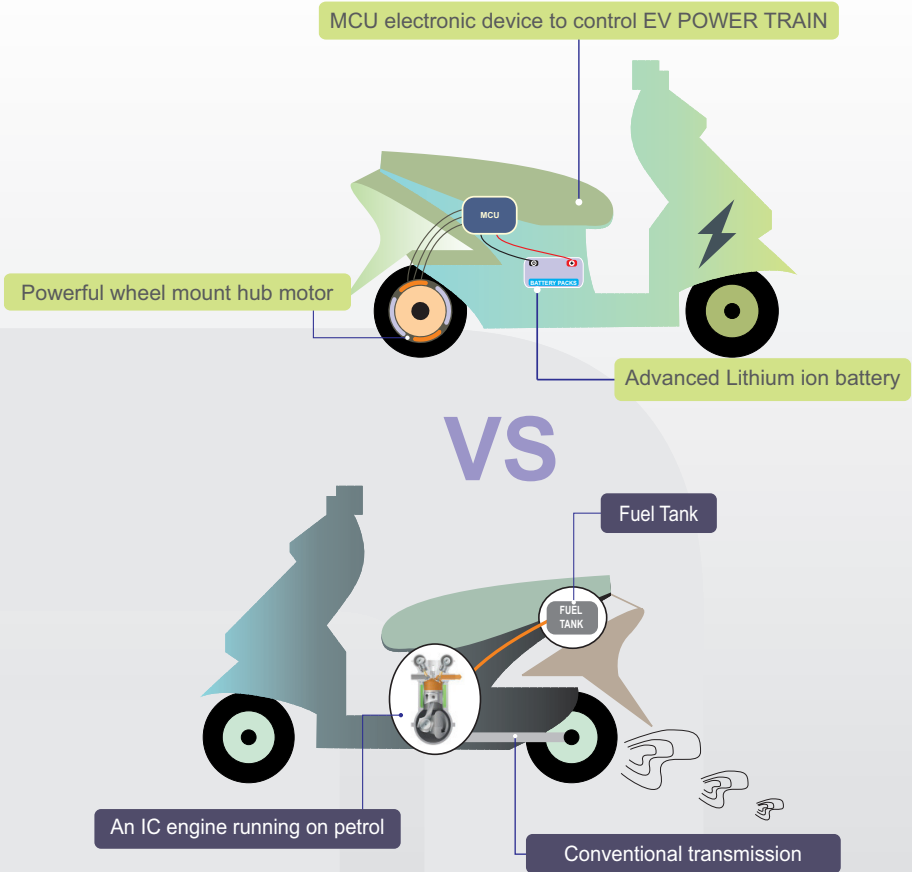 MCU electronic device to control EV POWER TRAIN
MCU
BATTERY PACKS
Powerful wheel mount hub motor
Advanced Lithium ion battery
VS
Fuel Tank
FUEL
TANK
An IC engine running on petrol
Conventional transmission